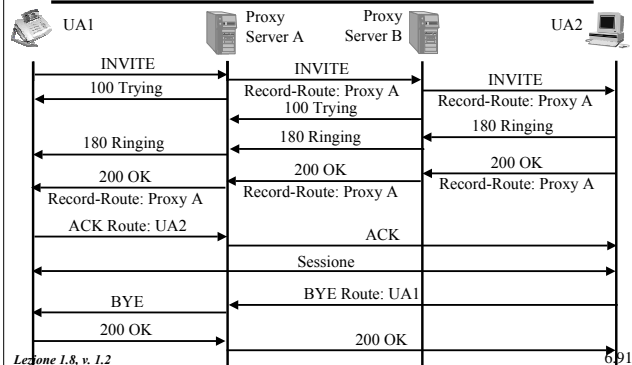 UA1
Proxy
Server A
Proxy
Server B
UA2
INVITE
INVITE
INVITE
100 Trying
Record-Route: Proxy A
Record-Route: Proxy A
100 Trying
180 Ringing
180 Ringing
180 Ringing
200 OK
200 OK
200 OK
Record-Route: Proxy A
Record-Route: Proxy A
Record-Route: Proxy A
ACK Route: UA2
ACK
Sessione
BYE Route: UA1
BYE
200 OK
200 OK
Lezione 1.8, v. 1.2
6.91